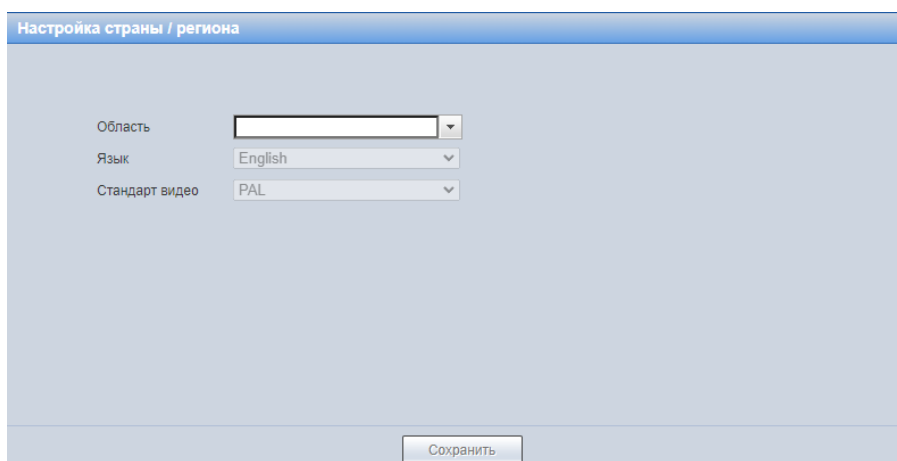 Настройка страны / региона
Область
Язык English
Стандарт видео PAL
Сохранить